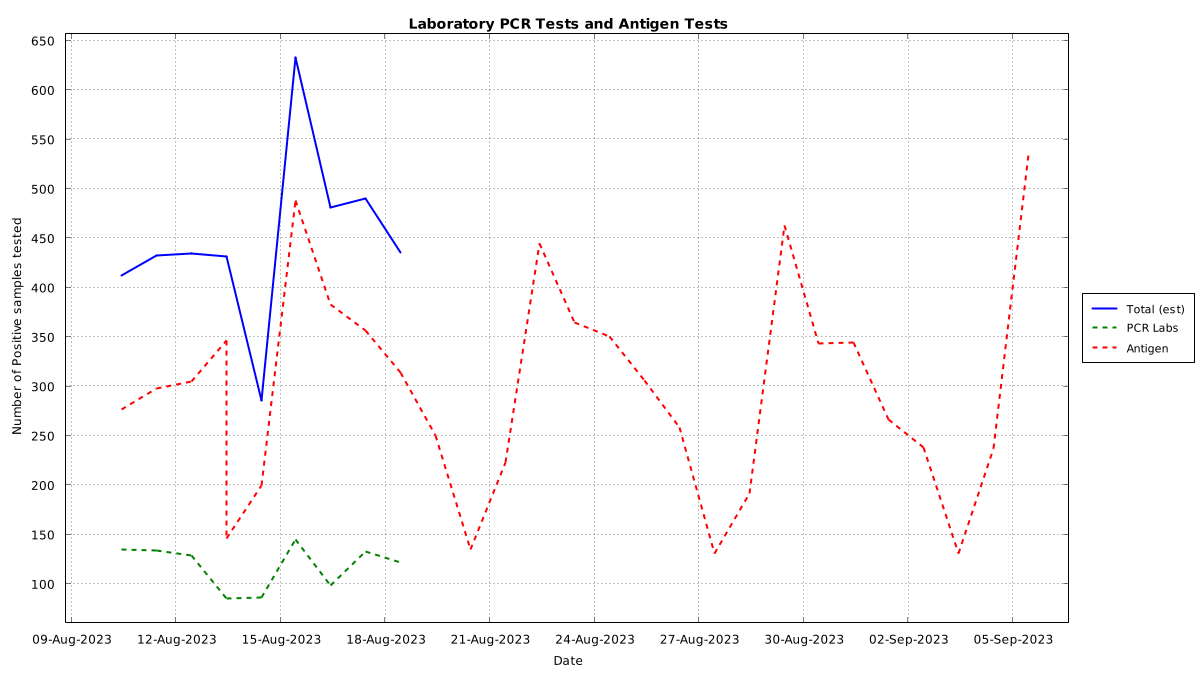 Laboratory PCR Tests and Antigen Tests
650
600
550
500
450
400
350
300
250
200
150
100
Number of Positive samples tested
09-Aug-2023 12-Aug-2023 15-Aug-2023 18-Aug-2023 21-Aug-2023 24-Aug-2023 27-Aug-2023 30-Aug-2023 02-Sep-2023 05-Sep-2023
Date
Total (est)
PCR Labs
Antigen